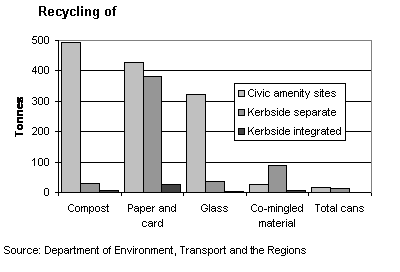 Recycling of
500
400
300
200
100
0
Tonnes
Civic amenity sites
Kerbside separate
Kerbside integrated
Compost
Paper and
card
Glass
Co-mingled
material
Total cans
Source: Department of Environment, Transport and the Regions